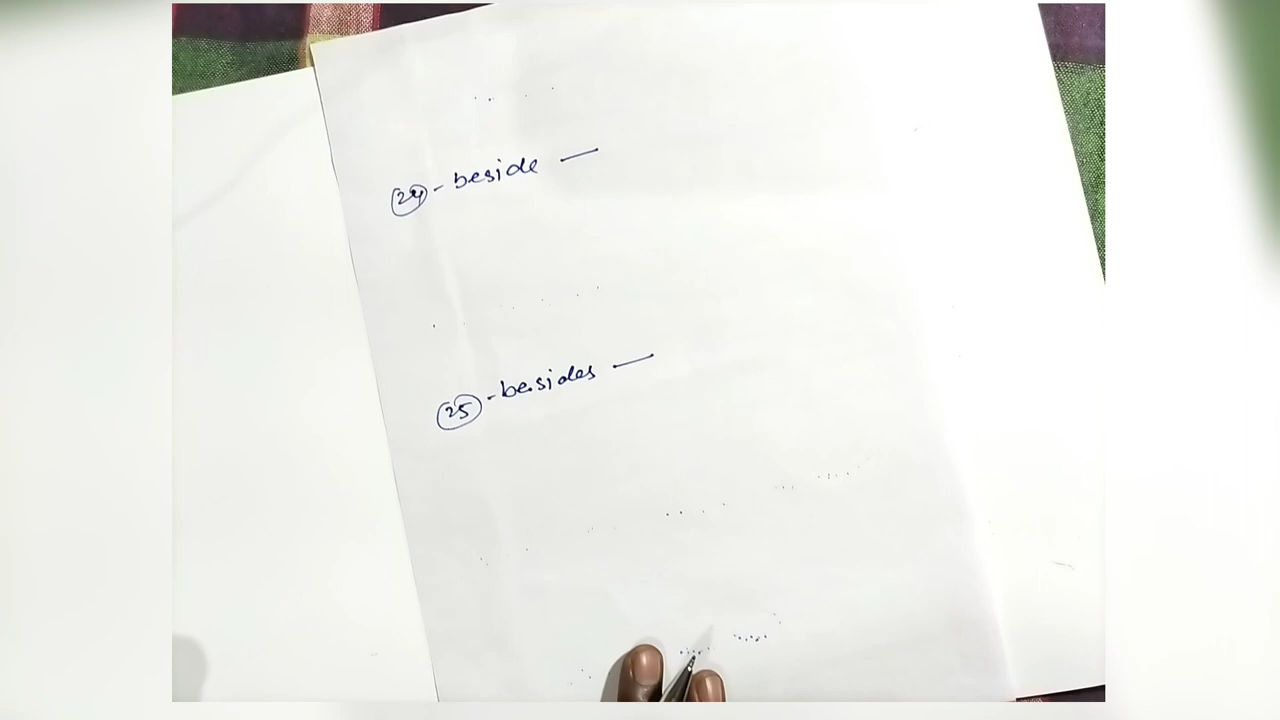 24 - beside —
25 - besides —